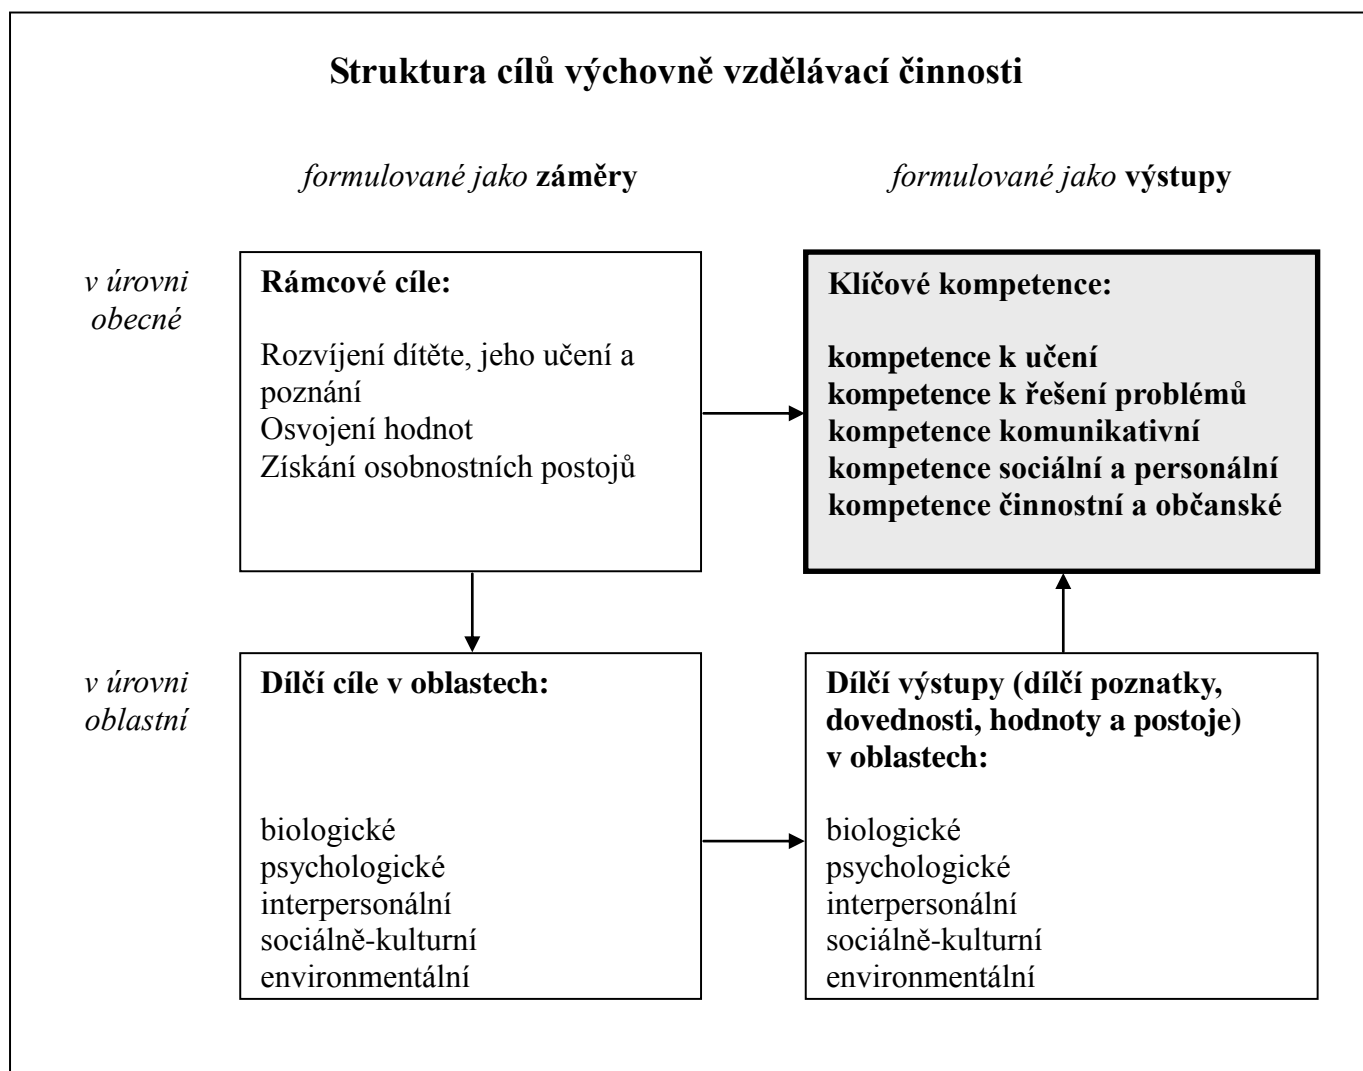 Struktura cílů výchovně vzdělávací činnosti
formulované jako záměry
formulované jako výstupy
v úrovni
obecné
Rámcové cíle:
Rozvíjení dítěte, jeho učení a
poznání
Osvojení hodnot
Získání osobnostních postojů
Klíčové kompetence:
kompetence k učení
kompetence k řešení problémů
kompetence komunikativní
kompetence sociální a personální
kompetence činnostní a občanské
v úrovni
oblastní
Dílčí cíle v oblastech:
biologické
psychologické
interpersonální
sociálně-kulturní
environmentální
Dílčí výstupy (dílčí poznatky,
dovednosti, hodnoty a postoje)
v oblastech:
biologické
psychologické
interpersonální
sociálně-kulturní
environmentální